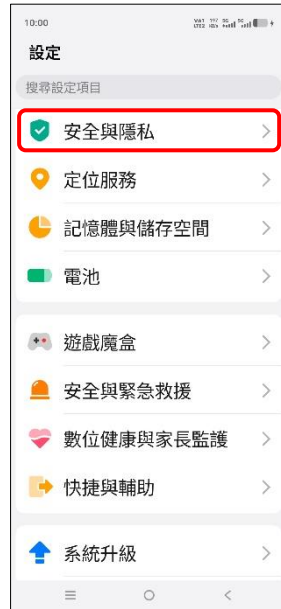 10:00
設定
搜尋設定項目
安全與隱私
定位服務
記憶體與儲存空間
電池
遊戲魔盒
安全與緊急救援
數位健康與家長監護
快捷與輔助
系統升級